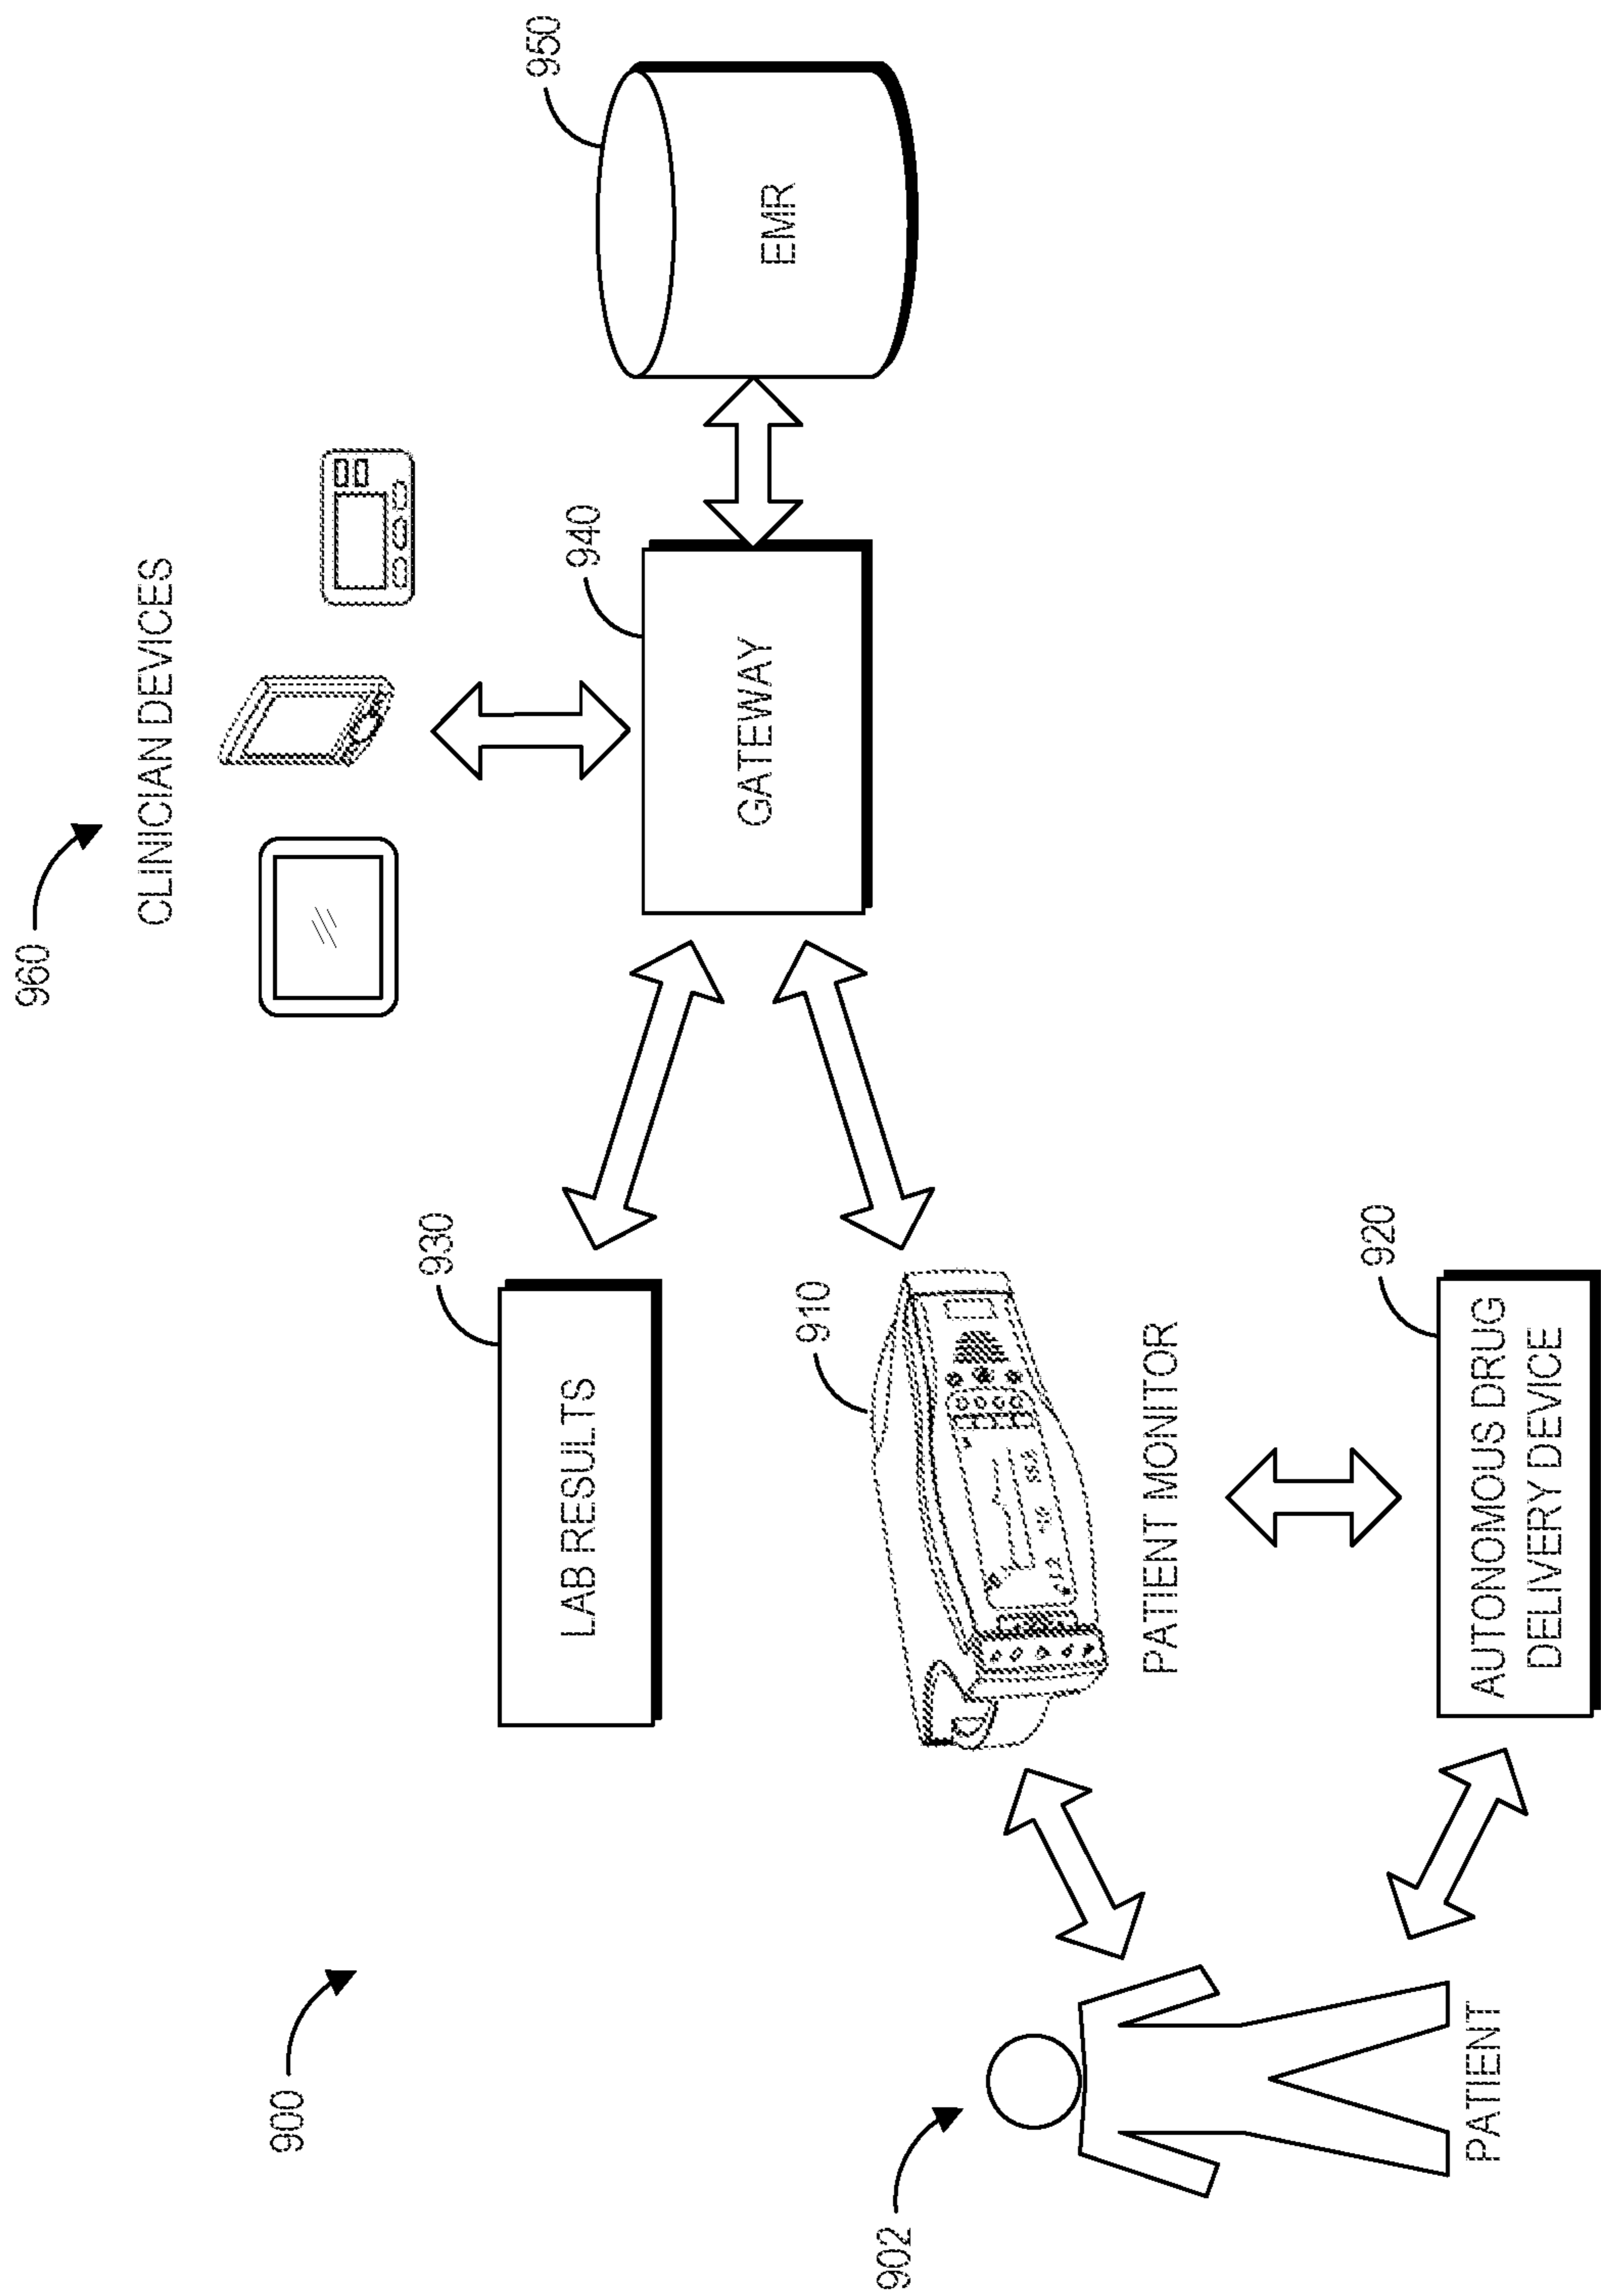 900
960
CLINICIAN DEVICES
930
LAB RESULTS
940
GATEWAY
950
EMR
902
910
PATIENT MONITOR
920
AUTONOMOUS DRUG
DELIVERY DEVICE
PATIENT